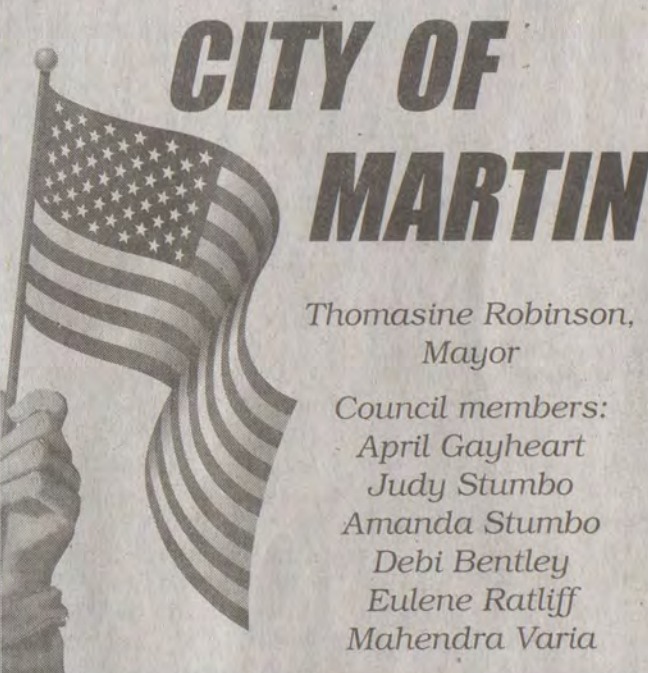 CITY OF
MARTIN
Thomasine Robinson,
Mayor
Council members:
April Gayheart
Judy Stumbo
Amanda Stumbo
Debi Bentley
Eulene Ratliff
Mahendra Varia